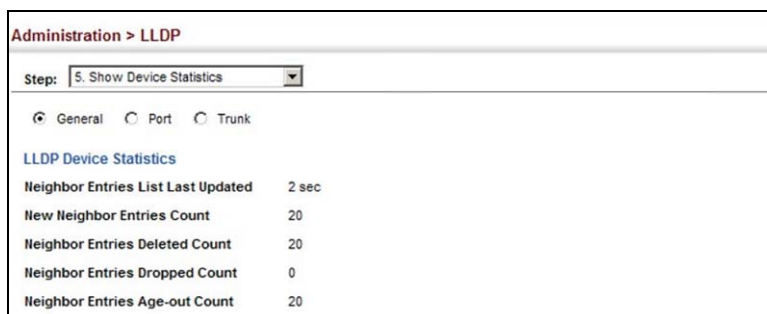 Administration > LLDP
Step: 5. Show Device Statistics
General Port Trunk
LLDP Device Statistics
Neighbor Entries List Last Updated 2 sec
New Neighbor Entries Count 20
Neighbor Entries Deleted Count 20
Neighbor Entries Dropped Count 0
Neighbor Entries Age-out Count 20